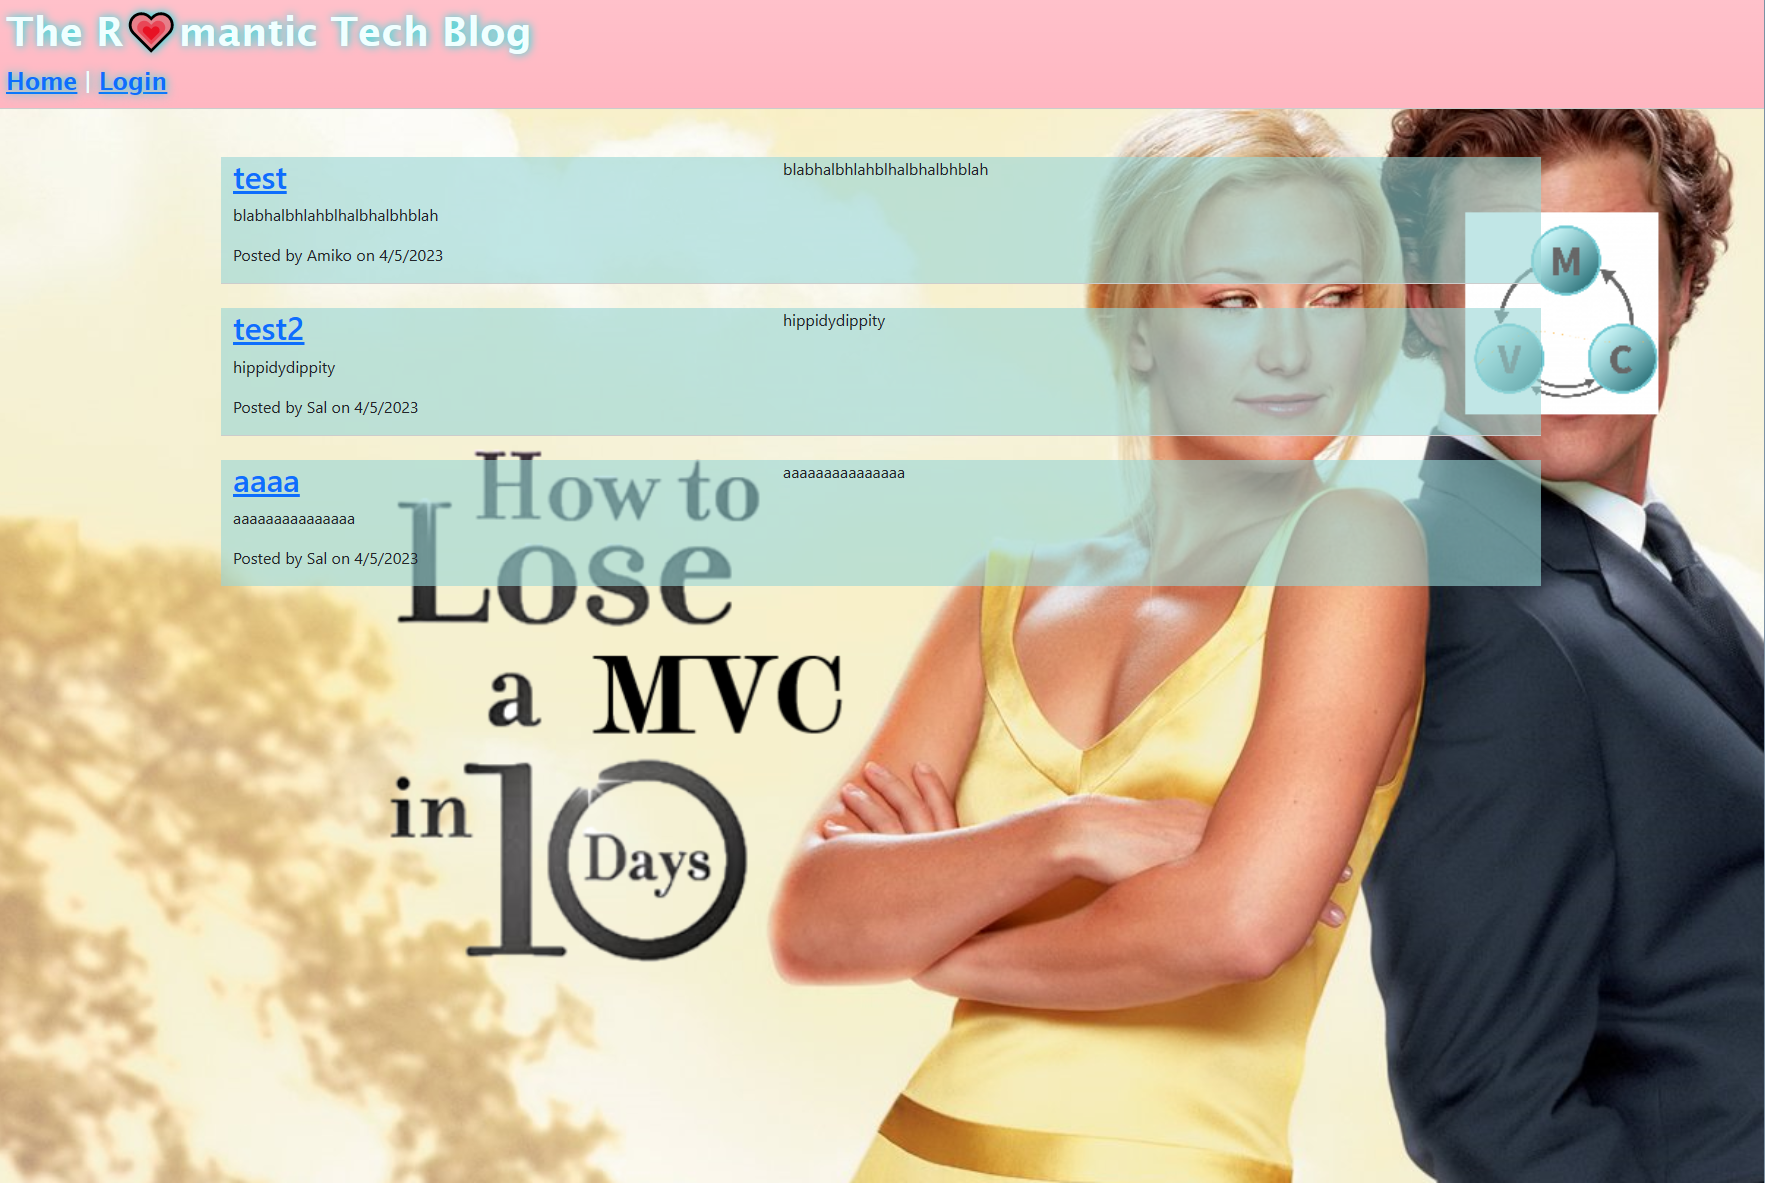 The R❤mantic Tech Blog
Home | Login
test
blabhalbhlahblhalbhalbhblah
Posted by Amiko on 4/5/2023
blabhalbhlahblhalbhalbhblah
test2
hippidydippity
Posted by Sal on 4/5/2023
hippidydippity
aaaa
aaaaaaaaaaaaaaa
Posted by Sal on 4/5/2023
aaaaaaaaaaaaaaa
M
V C
How to
Lose
a MVC
in 10
Days